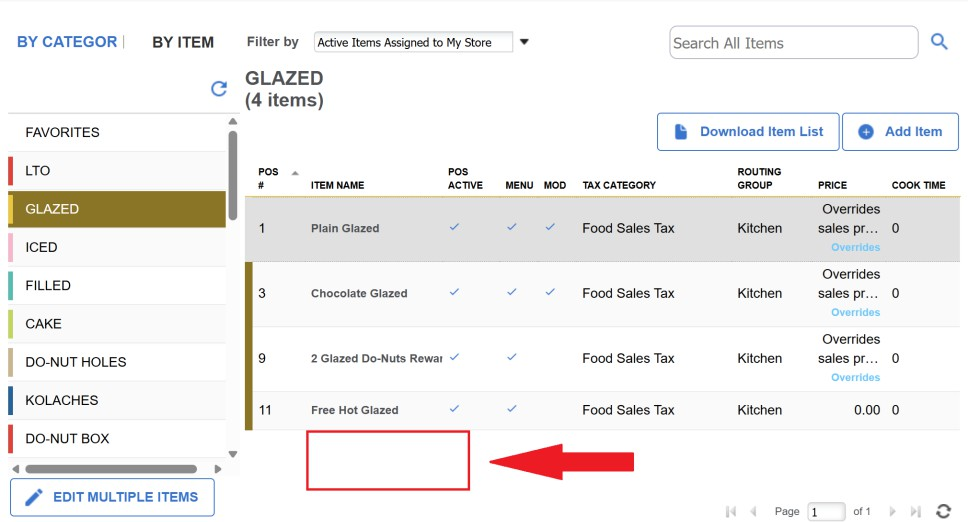 BY CATEGOR BY ITEM Filter by Active Items Assigned to My Store Search All Items
GLAZED
(4 items)
Download Item List Add Item
FAVORITES
LTO
GLAZED
ICED
FILLED
CAKE
DO-NUT HOLES
KOLACHES
DO-NUT BOX
EDIT MULTIPLE ITEMS
POS # ITEM NAME POS ACTIVE MENU MOD TAX CATEGORY ROUTING GROUP PRICE COOK TIME
1 Plain Glazed Food Sales Tax Kitchen Overrides sales pr... 0
Overrides
3 Chocolate Glazed Food Sales Tax Kitchen Overrides sales pr... 0
Overrides
9 2 Glazed Do-Nuts Rewar Food Sales Tax Kitchen Overrides sales pr... 0
Overrides
11 Free Hot Glazed Food Sales Tax Kitchen 0.00 0
Page 1 of 1